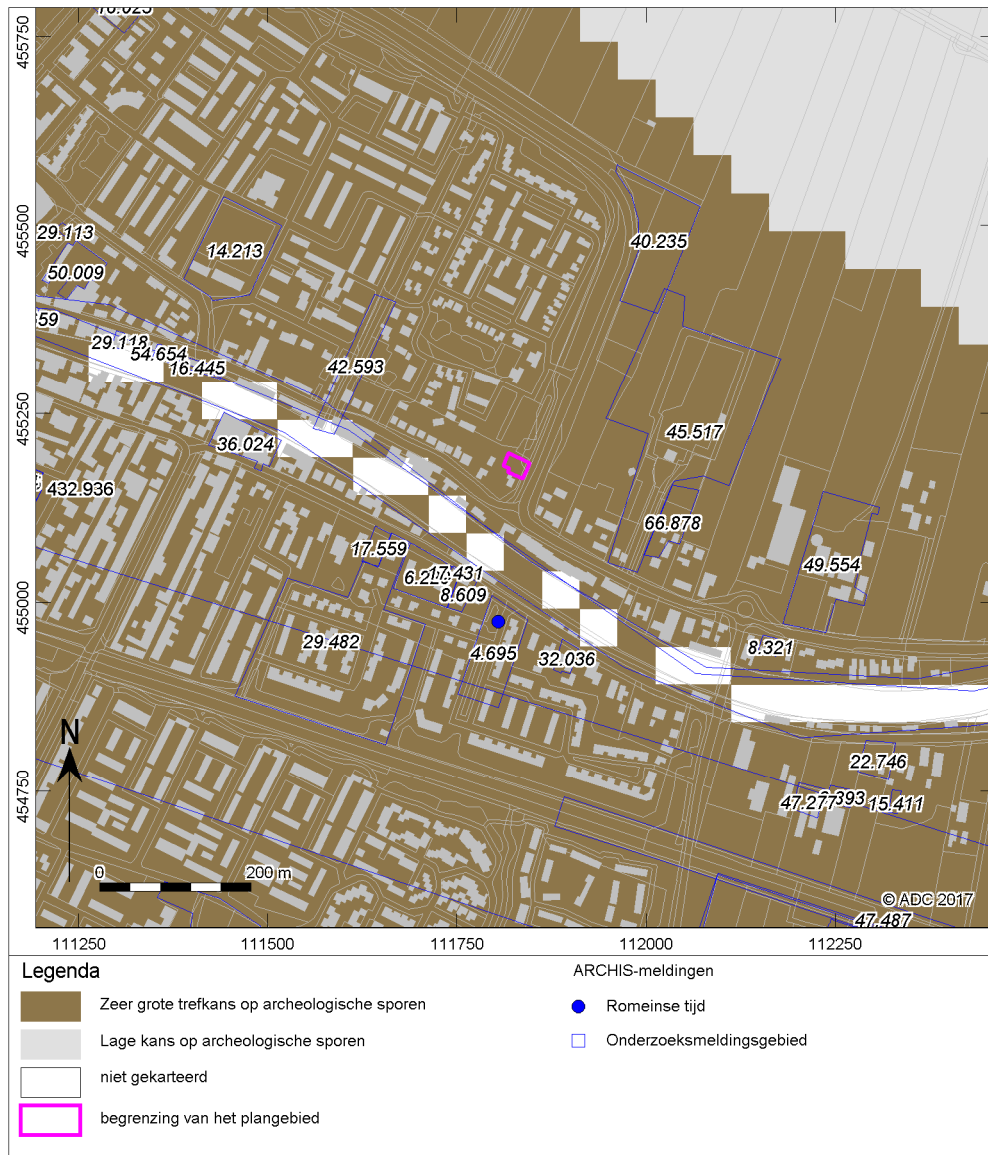 455750
455500
455250
455000
454750
29.113
50.009
14.213
40.235
359
29.118
54.654
16.445
42.593
36.024
45.517
432.936
66.878
17.559
17.431
8.609
49.554
29.482
4.695
32.036
8.321
22.746
47.277
15.411
N
0 200 m
© ADC 2017
47.487
111250 111500 111750 112000 112250
Legenda
Zeer grote trefkans op archeologische sporen
Lage kans op archeologische sporen
niet gekarteerd
begrenzing van het plangebied
ARCHIS-meldingen
Romeinse tijd
Onderzoeksmeldingsgebied